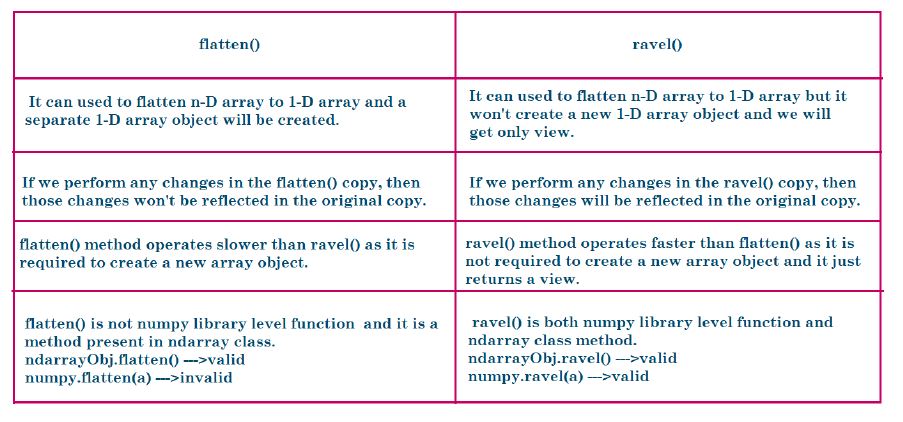 flatten()
ravel()
It can used to flatten n-D array to 1-D array and a
separate 1-D array object will be created.
It can used to flatten n-D array to 1-D array but it
won't create a new 1-D array object and we will
get only view.
If we perform any changes in the flatten() copy, then
those changes won't be reflected in the original copy.
If we perform any changes in the ravel() copy, then
those changes will be reflected in the original copy.
flatten() method operates slower than ravel() as it is
required to create a new array object.
ravel() method operates faster than flatten() as it is
not required to create a new array object and it just
returns a view.
flatten() is not numpy library level function and it is a
method present in ndarray class.
ndarrayObj.flatten() --->valid
numpy.flatten(a) --->invalid
ravel() is both numpy library level function and
ndarray class method.
ndarrayObj.ravel() --->valid
numpy.ravel(a) --->valid